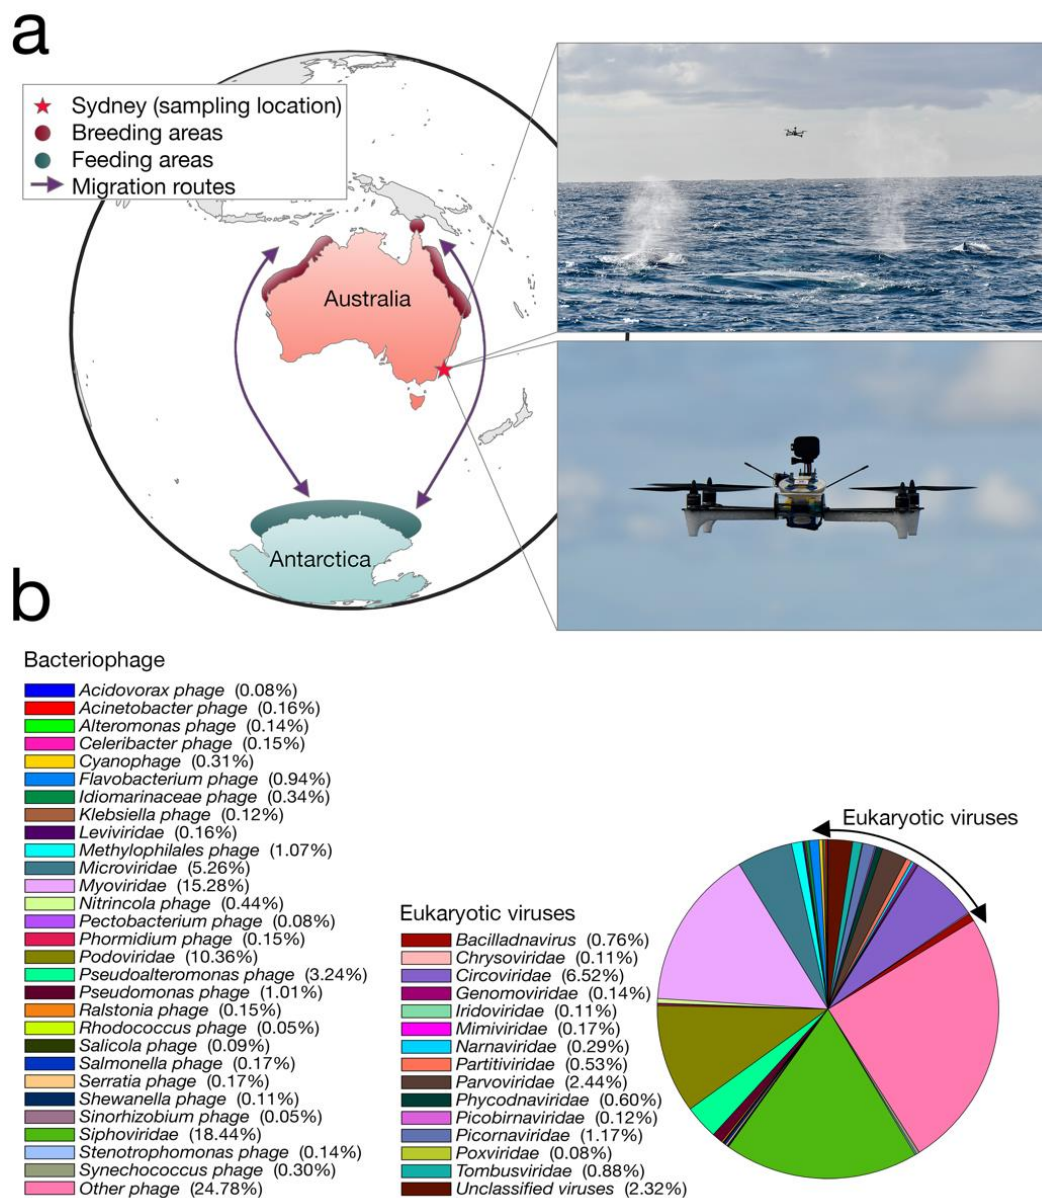 a
Sydney (sampling location)
Breeding areas
Feeding areas
Migration routes
Australia
Antarctica
b
Bacteriophage
Acidovorax phage (0.08%)
Acinetobacter phage (0.16%)
Alteromonas phage (0.14%)
Celeribacter phage (0.15%)
Cyanophage (0.31%)
Flavobacterium phage (0.94%)
Idiomarinaceae phage (0.34%)
Klebsiella phage (0.12%)
Leviviridae (0.16%)
Methylophilales phage (1.07%)
Microviridae (5.26%)
Myoviridae (15.28%)
Nitrincola phage (0.44%)
Pectobacterium phage (0.08%)
Phormidium phage (0.15%)
Podoviridae (10.36%)
Pseudoalteromonas phage (3.24%)
Pseudomonas phage (1.01%)
Ralstonia phage (0.15%)
Rhodococcus phage (0.05%)
Salicola phage (0.09%)
Salmonella phage (0.17%)
Serratia phage (0.17%)
Shewanella phage (0.11%)
Sinorhizobium phage (0.05%)
Siphoviridae (18.44%)
Stenotrophomonas phage (0.14%)
Synechococcus phage (0.30%)
Other phage (24.78%)
Eukaryotic viruses
Bacilladnavirus (0.76%)
Chrysoviridae (0.11%)
Circoviridae (6.52%)
Genomoviridae (0.14%)
Iridoviridae (0.11%)
Mimiviridae (0.17%)
Narnaviridae (0.29%)
Partitiviridae (0.53%)
Parvoviridae (2.44%)
Phycodnaviridae (0.60%)
Picobirnaviridae (0.12%)
Picornaviridae (1.17%)
Poxviridae (0.08%)
Tombusviridae (0.88%)
Unclassified viruses (2.32%)
Eukaryotic viruses